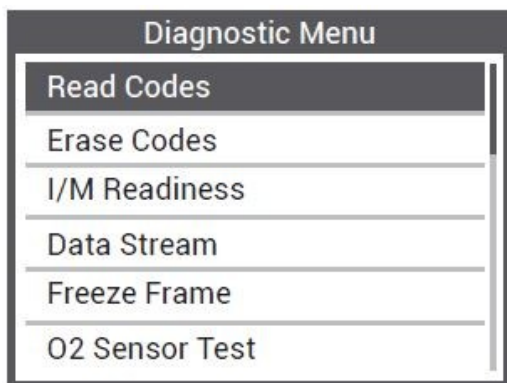 Diagnostic Menu
Read Codes
Erase Codes
I/M Readiness
Data Stream
Freeze Frame
O2 Sensor Test